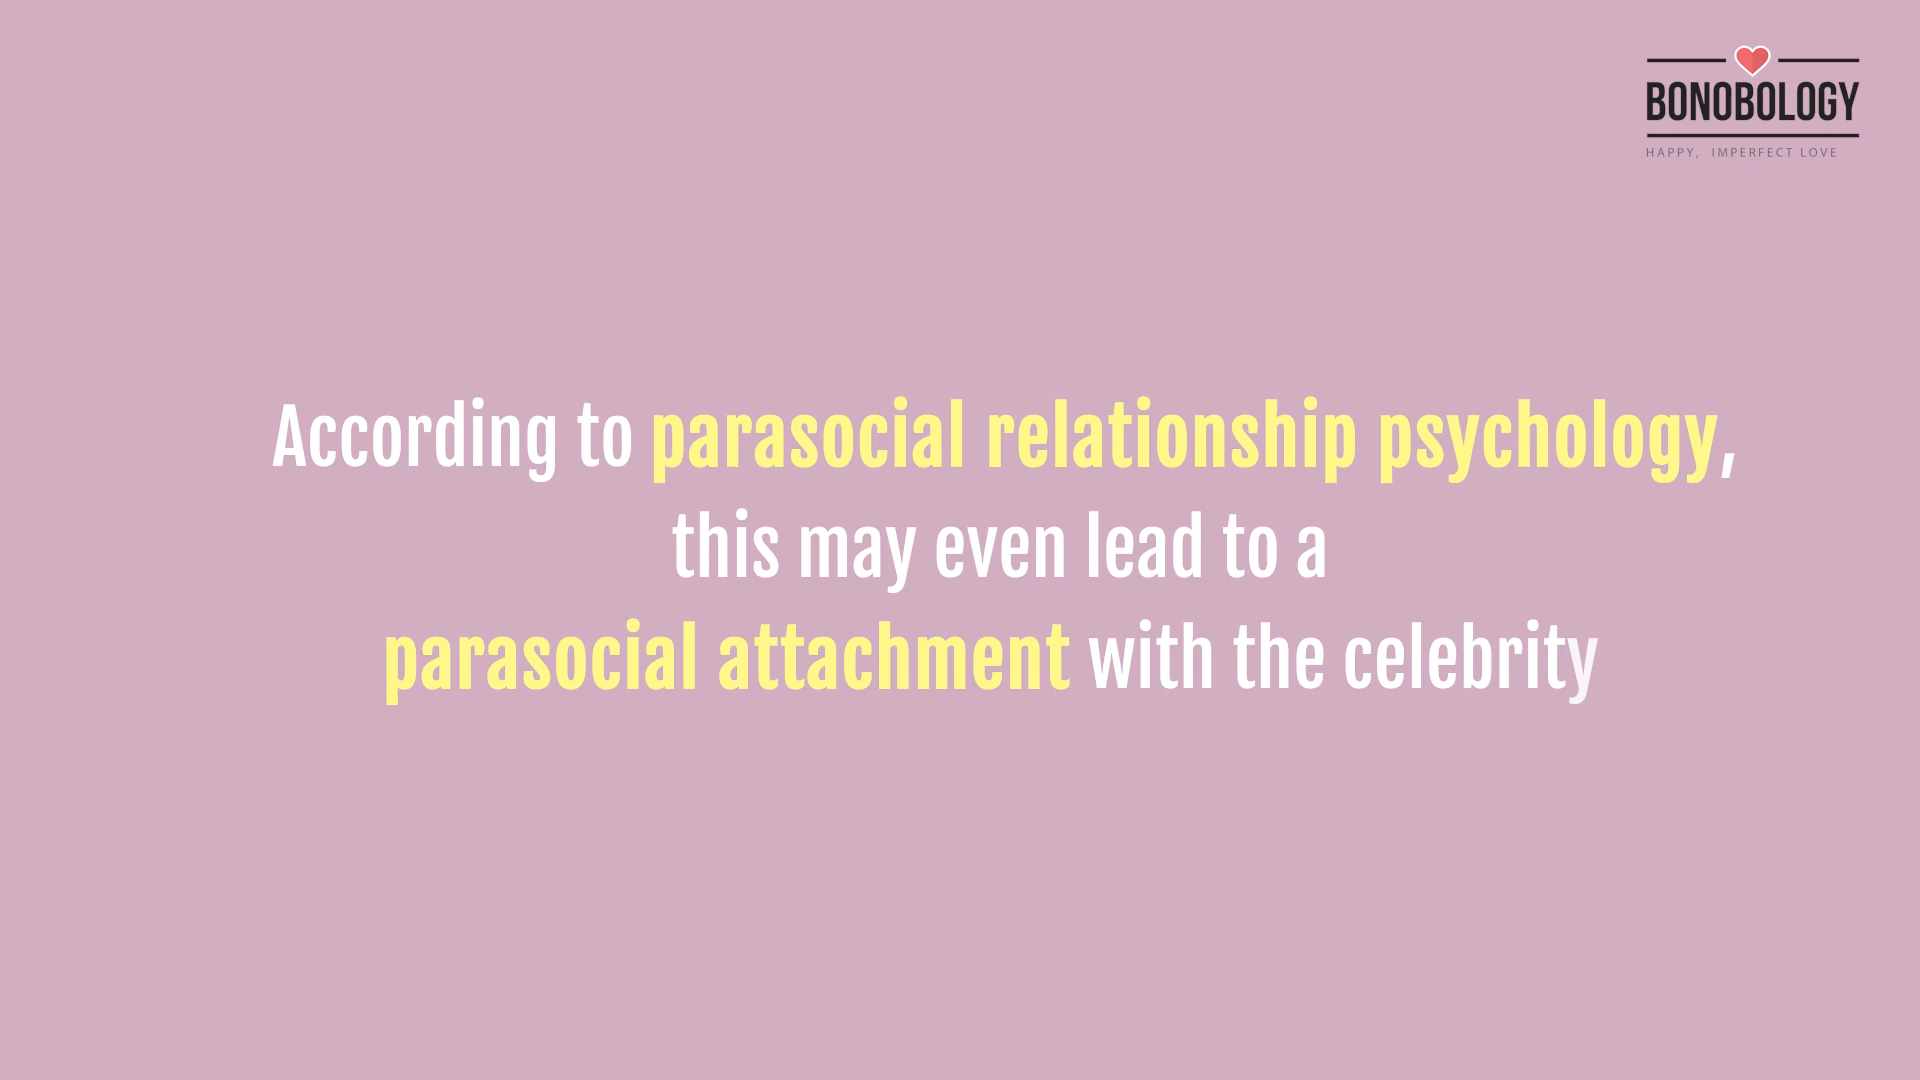 BONOBOLOGY
HAPPY, IMPERFECT LOVE
According to parasocial relationship psychology,
this may even lead to a
parasocial attachment with the celebrity